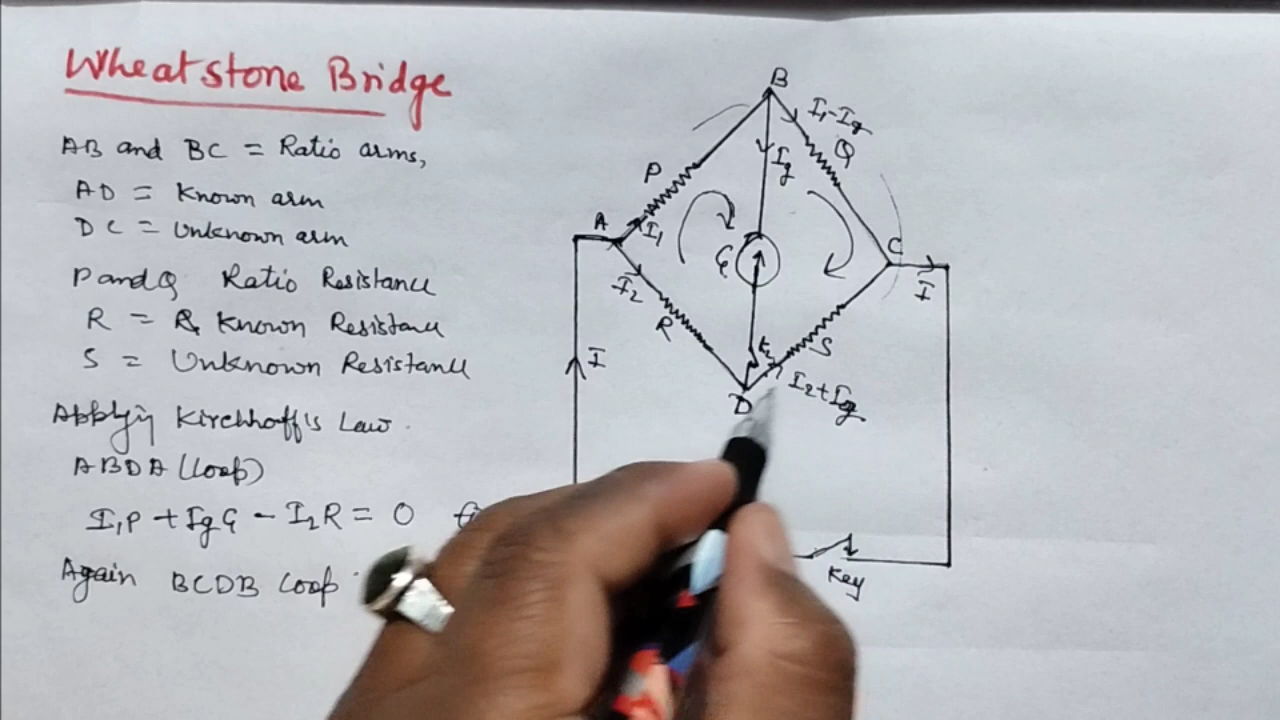 Wheatstone Bridge
AB and BC = Ratio arms,
AD = Known arm
DC = Unknown arm
P and Q Ratio Resistance
R = Known Resistance
S = Unknown Resistance
Applyin Kirchhoff's Law.
ABDA (loop)
I₁P + IgG - I₂R = 0
Again BCDB loop
B
I₁-Ig
Q
P
Ig
A
I₁
G
C
I
I₂
R
K₂
S
I
D
I₂+Ig
Key